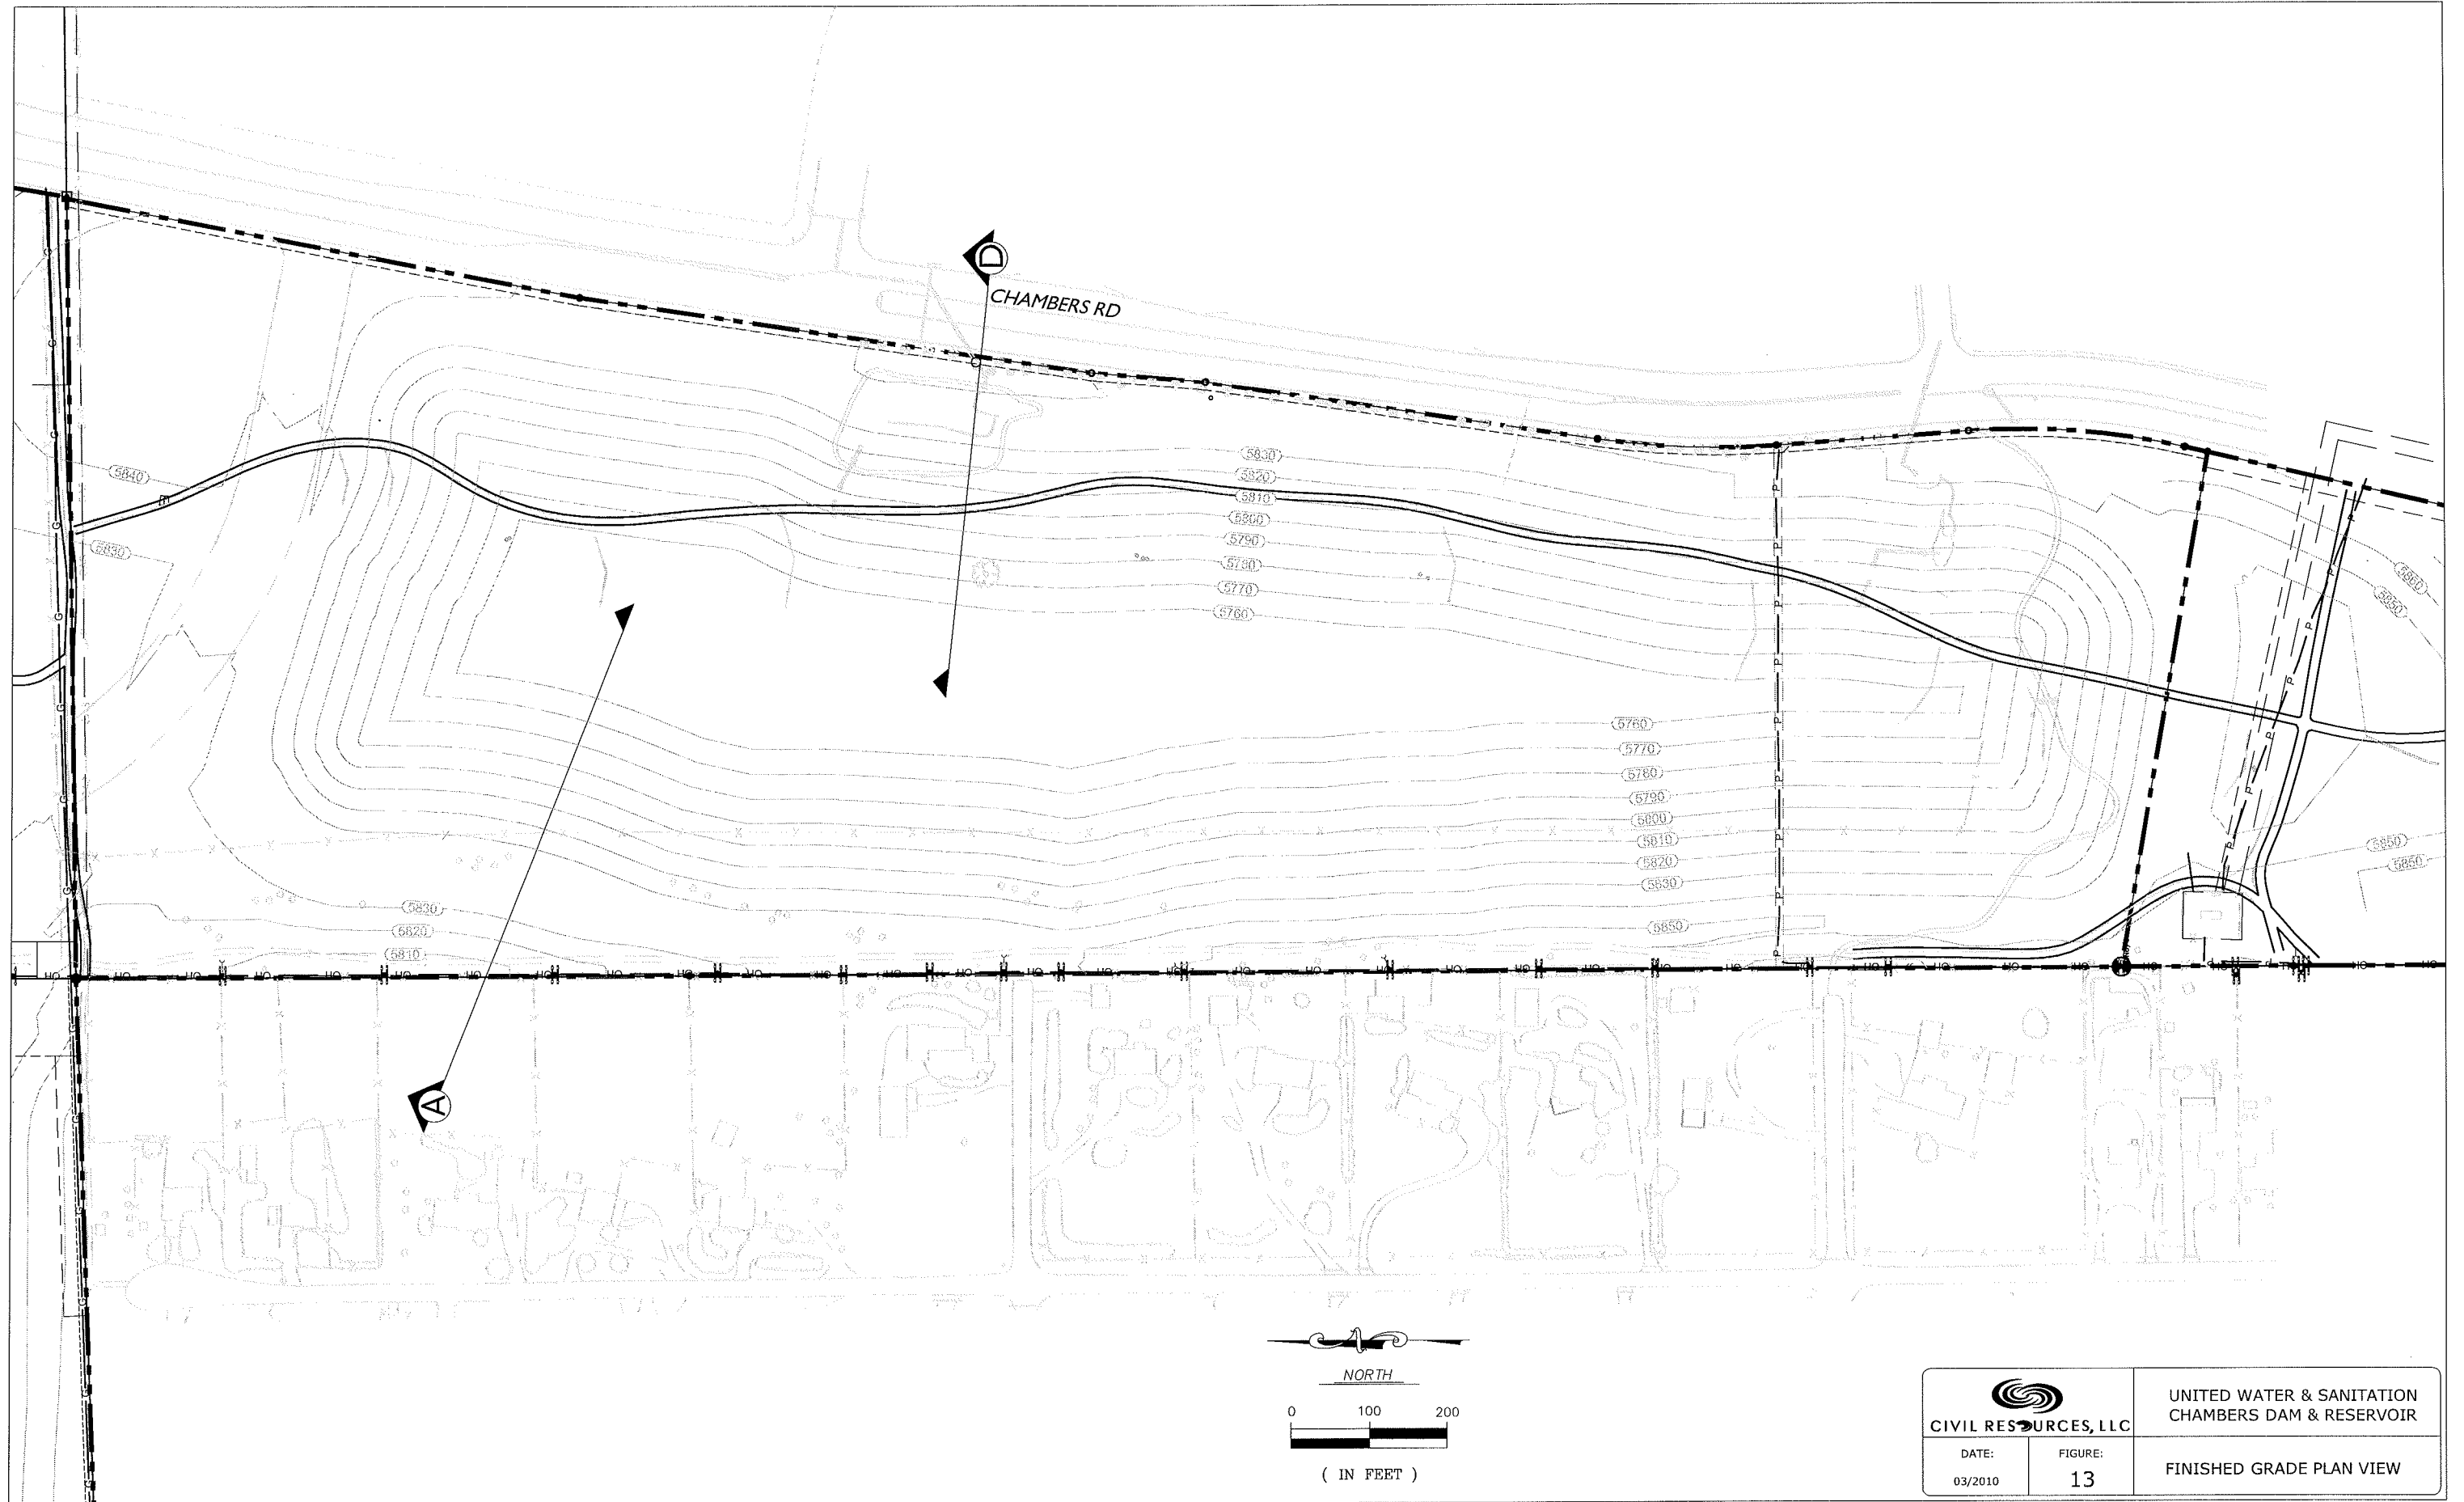 D
CHAMBERS RD
5840
E
5830
5830
5820
5810
5800
5790
5780
5770
5760
5860
5850
5760
5770
5780
5790
5800
5810
5820
5830
5850
5850
5850
5830
5820
5810
A
NORTH
0 100 200
( IN FEET )
CIVIL RESOURCES, LLC
UNITED WATER & SANITATION
CHAMBERS DAM & RESERVOIR
DATE:
03/2010
FIGURE:
13
FINISHED GRADE PLAN VIEW